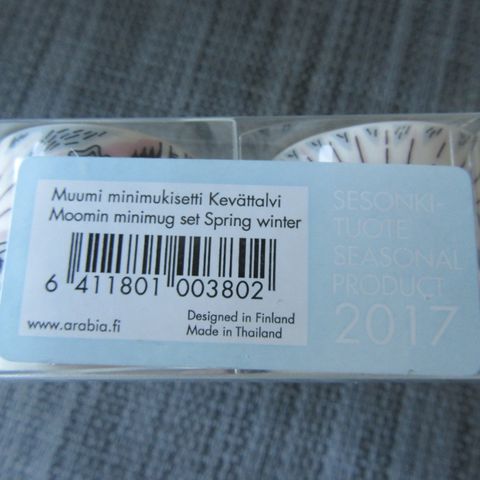 Muumi minimukisetti Kevättalvi
Moomin minimug set Spring winter
6 411801 003802
www.arabia.fi
Designed in Finland
Made in Thailand
SESONKI-
TUOTE
SEASONAL
PRODUCT
2017